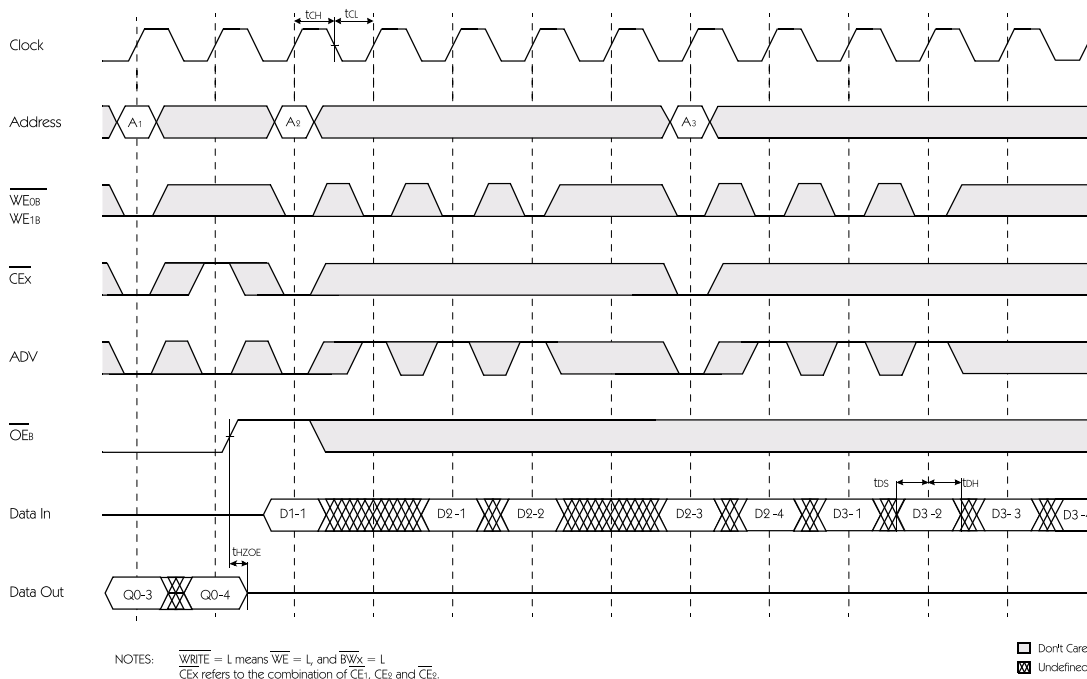 tCH tCL
Clock
Address A1 A2 A3
WE0B
WE1B
CEx
ADV
OEB
tDS tDH
Data In D1-1 D2-1 D2-2 D2-3 D2-4 D3-1 D3-2 D3-3 D3-4
tHZOE
Data Out Q0-3 Q0-4
NOTES: WRITE = L means WE = L, and BWx = L
CEx refers to the combination of CE1, CE2 and CE2.
Don't Care
Undefined